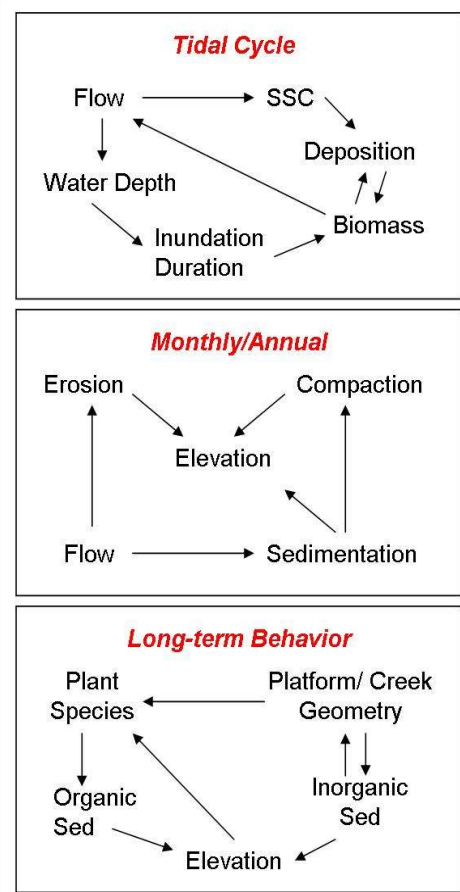 Tidal Cycle
Flow
SSC
Deposition
Water Depth
Biomass
Inundation
Duration
Monthly/Annual
Erosion
Compaction
Elevation
Flow
Sedimentation
Long-term Behavior
Plant
Species
Platform/ Creek
Geometry
Organic
Sed
Inorganic
Sed
Elevation